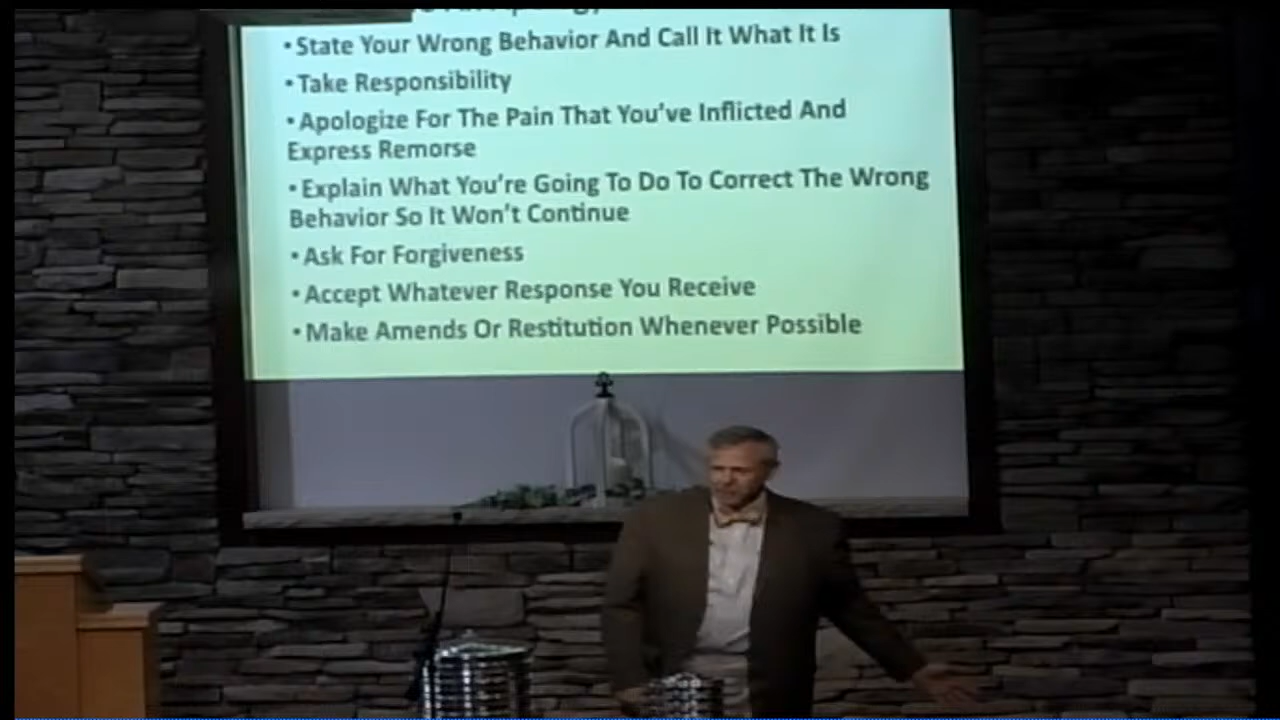 • State Your Wrong Behavior And Call It What It Is
• Take Responsibility
• Apologize For The Pain That You've Inflicted And
Express Remorse
• Explain What You're Going To Do To Correct The Wrong
Behavior So It Won't Continue
• Ask For Forgiveness
• Accept Whatever Response You Receive
• Make Amends Or Restitution Whenever Possible